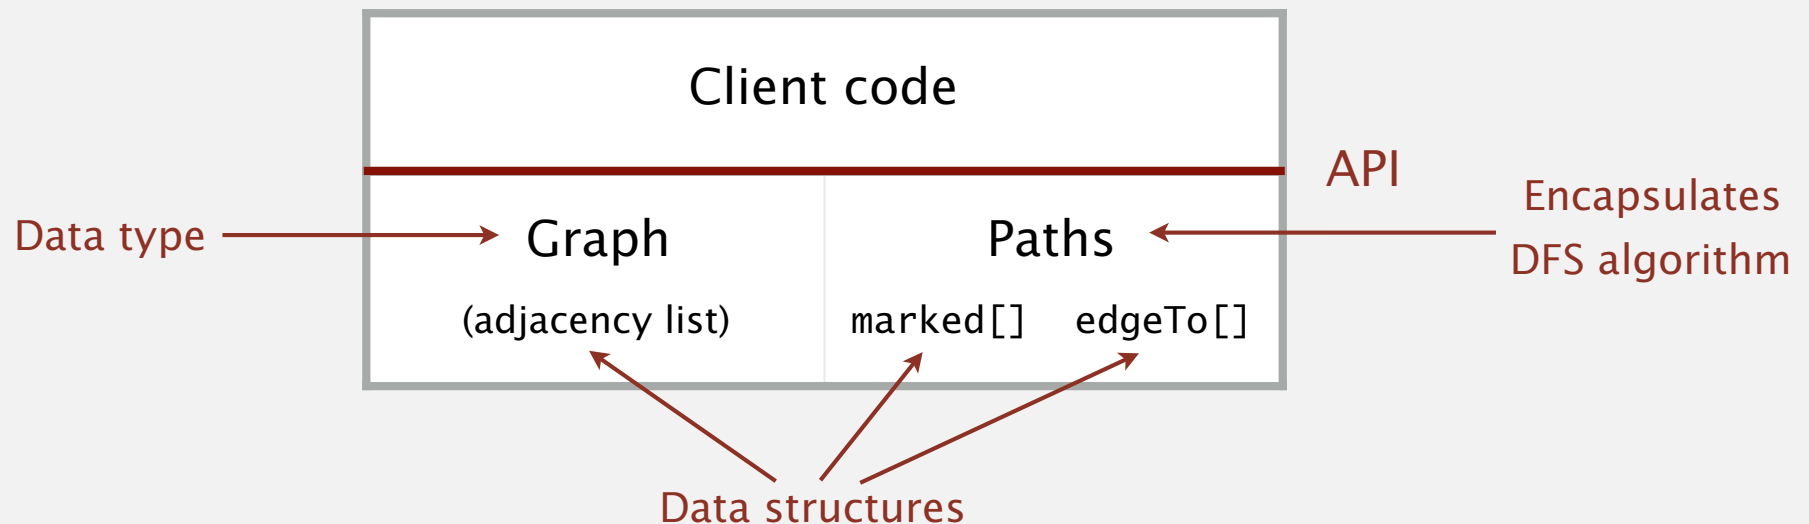 Client code
API
Data type
Graph
Paths
Encapsulates
DFS algorithm
(adjacency list)
marked[]
edgeTo[]
Data structures